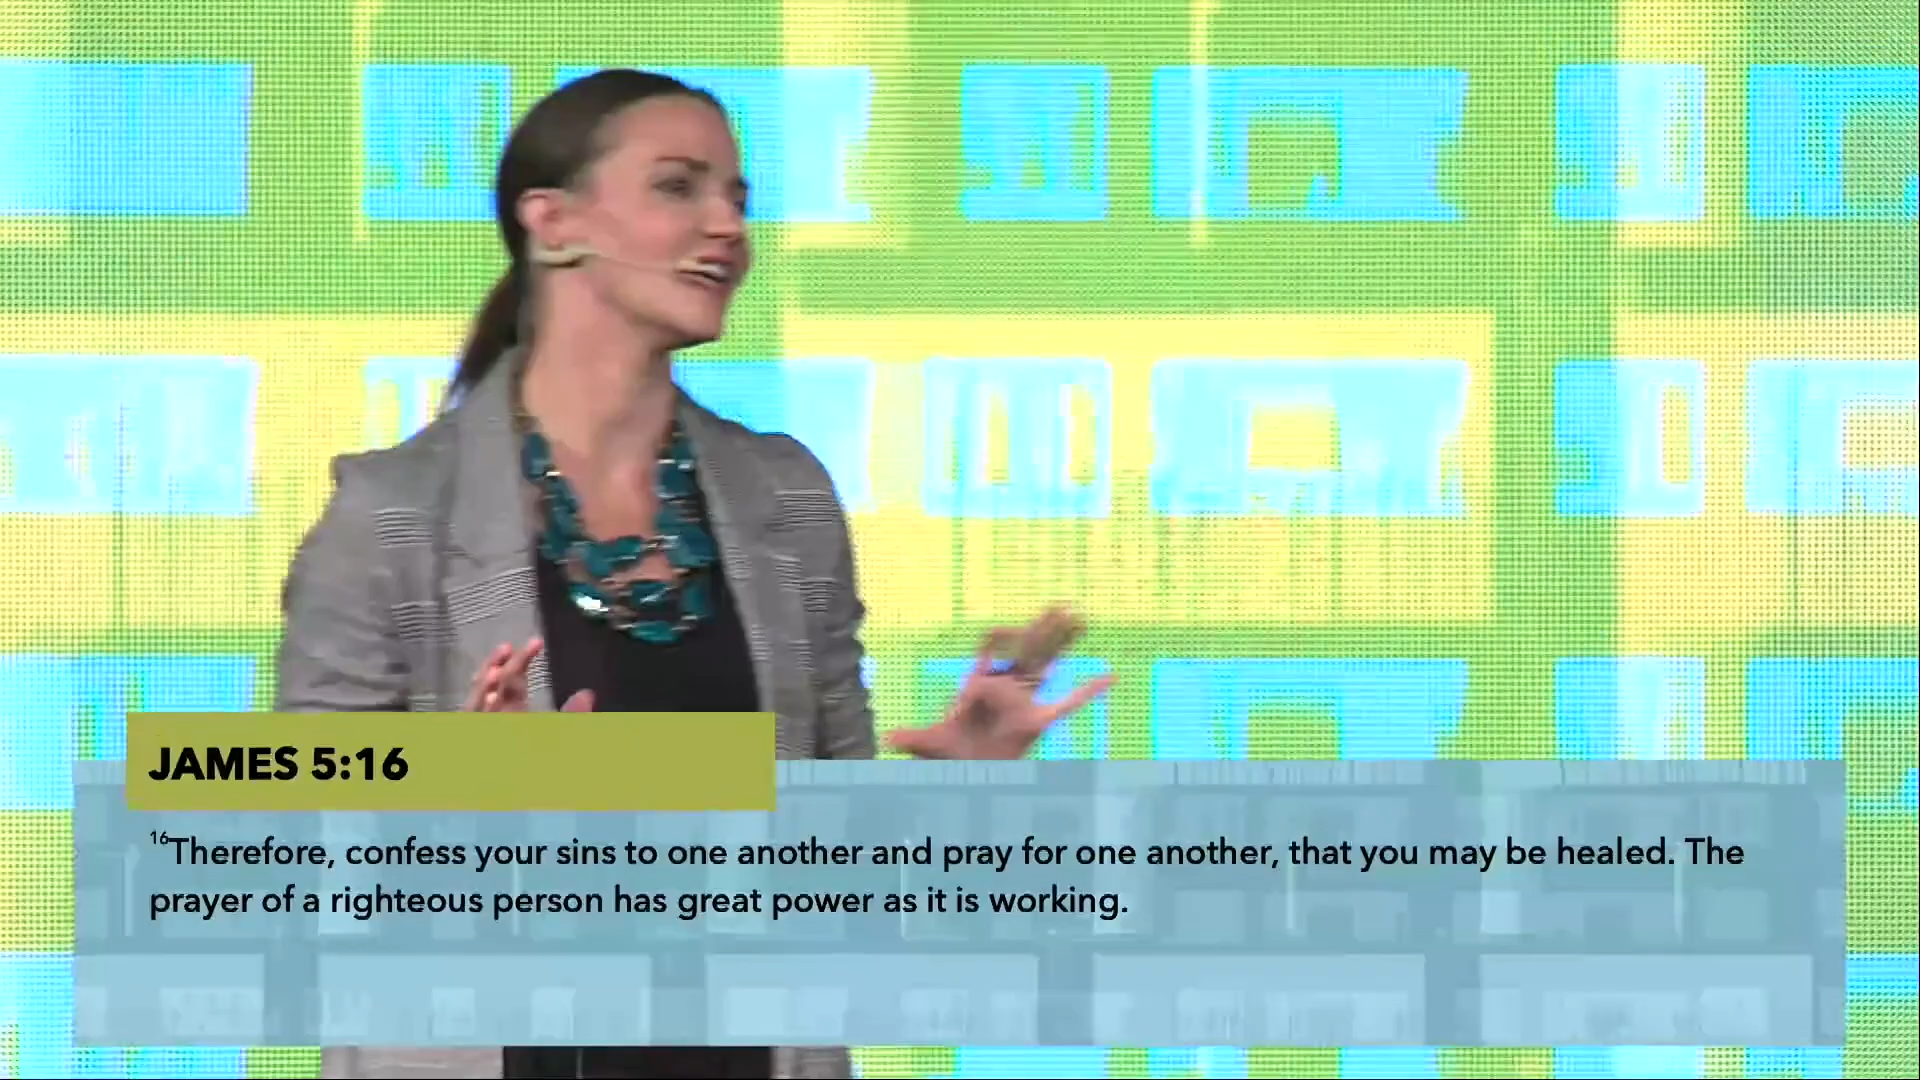 JAMES 5:16
16Therefore, confess your sins to one another and pray for one another, that you may be healed. The
prayer of a righteous person has great power as it is working.